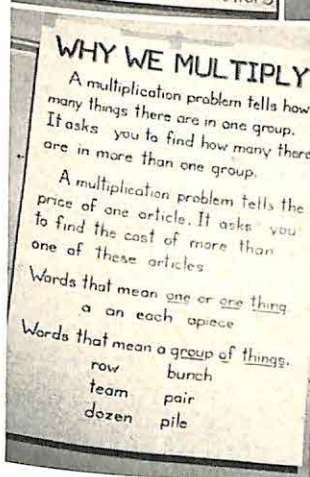 WHY WE MULTIPLY
A multiplication problem tells how
many things there are in one group.
It asks you to find how many there
are in more than one group.
A multiplication problem tells the
price of one article. It asks you
to find the cost of more than
one of these articles
Words that mean one or one thing.
a an each apiece
Words that mean a group of things.
row bunch
team pair
dozen pile